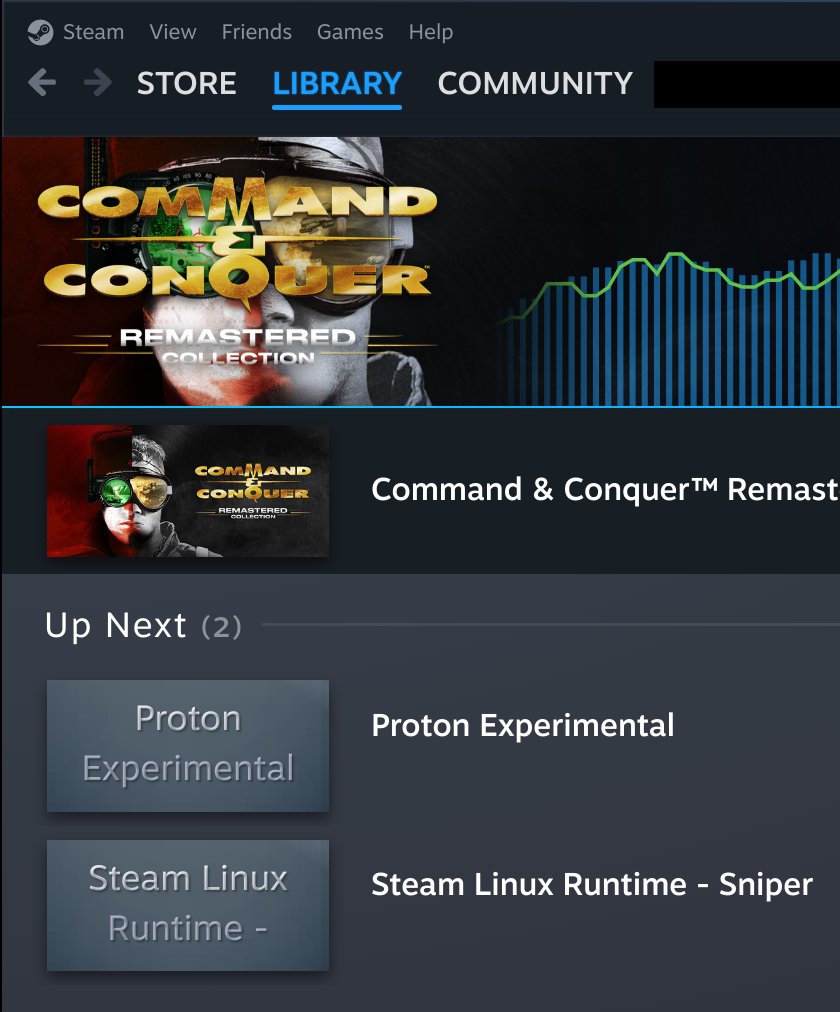 Steam View Friends Games Help
STORE LIBRARY COMMUNITY
COMMAND
&
CONQUER™
REMASTERED
COLLECTION
COMMAND
&
CONQUER
REMASTERED
COLLECTION
Command & Conquer™ Remast
Up Next (2)
Proton
Experimental
Proton Experimental
Steam Linux
Runtime -
Steam Linux Runtime - Sniper